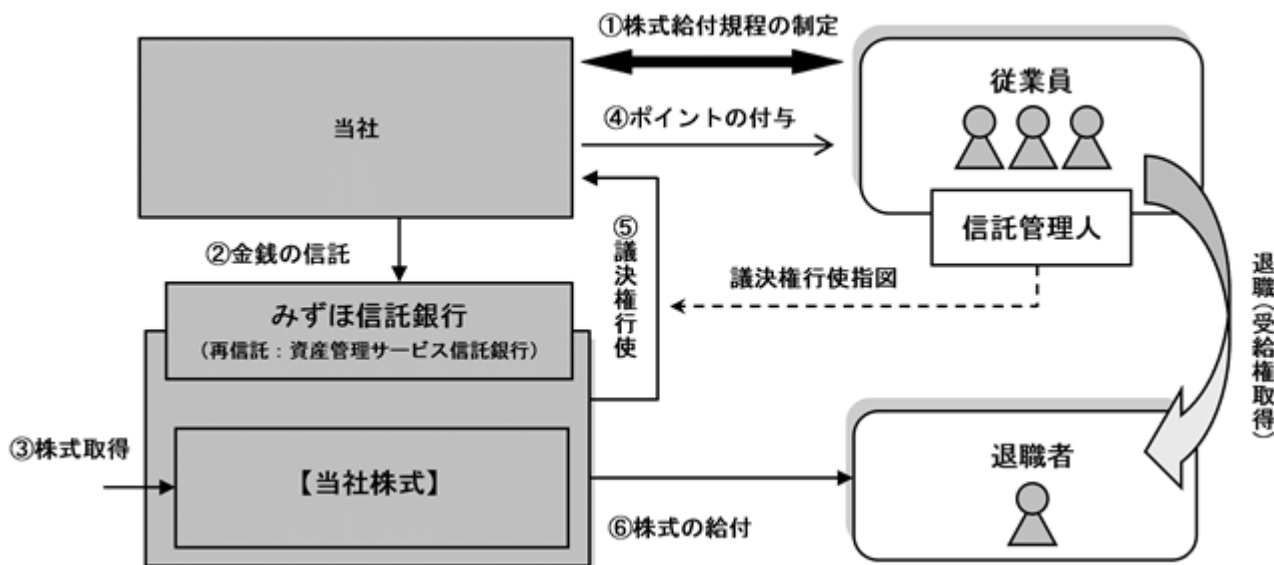 ①株式給付規程の制定
従業員
当社
④ポイントの付与
信託管理人
②金銭の信託
⑤議決権行使
議決権行使指図
退職(受給権取得)
みずほ信託銀行
(再信託:資産管理サービス信託銀行)
③株式取得
【当社株式】
退職者
⑥株式の給付